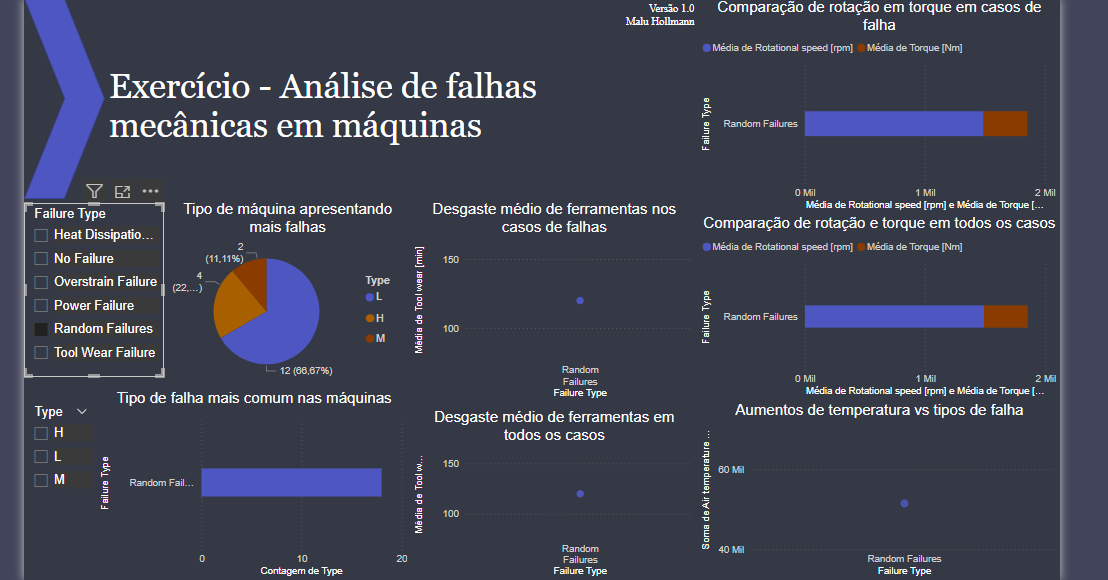 Versão 1.0
Malu Hollmann
Exercício - Análise de falhas
mecânicas em máquinas
Comparação de rotação em torque em casos de
falha
Média de Rotational speed [rpm]
Média de Torque [Nm]
Failure Type
Random Failures
0 Mil
1 Mil
2 Mil
Média de Rotational speed [rpm] e Média de Torque […
Failure Type
Heat Dissipatio…
No Failure
Overstrain Failure
Power Failure
Random Failures
Tool Wear Failure
Tipo de máquina apresentando
mais falhas
2
(11,11%)
4
(22,…)
12 (66,67%)
Type
L
H
M
Desgaste médio de ferramentas nos
casos de falhas
Média de Tool wear [min]
150
100
Random
Failures
Failure Type
Comparação de rotação e torque em todos os casos
Média de Rotational speed [rpm]
Média de Torque [Nm]
Failure Type
Random Failures
0 Mil
1 Mil
2 Mil
Média de Rotational speed [rpm] e Média de Torque […
Type
H
L
M
Tipo de falha mais comum nas máquinas
Failure Type
Random Fail…
0
10
20
Contagem de Type
Desgaste médio de ferramentas em
todos os casos
Média de Tool w…
150
100
Random
Failures
Failure Type
Aumentos de temperatura vs tipos de falha
Soma de Air temperature …
60 Mil
40 Mil
Random Failures
Failure Type